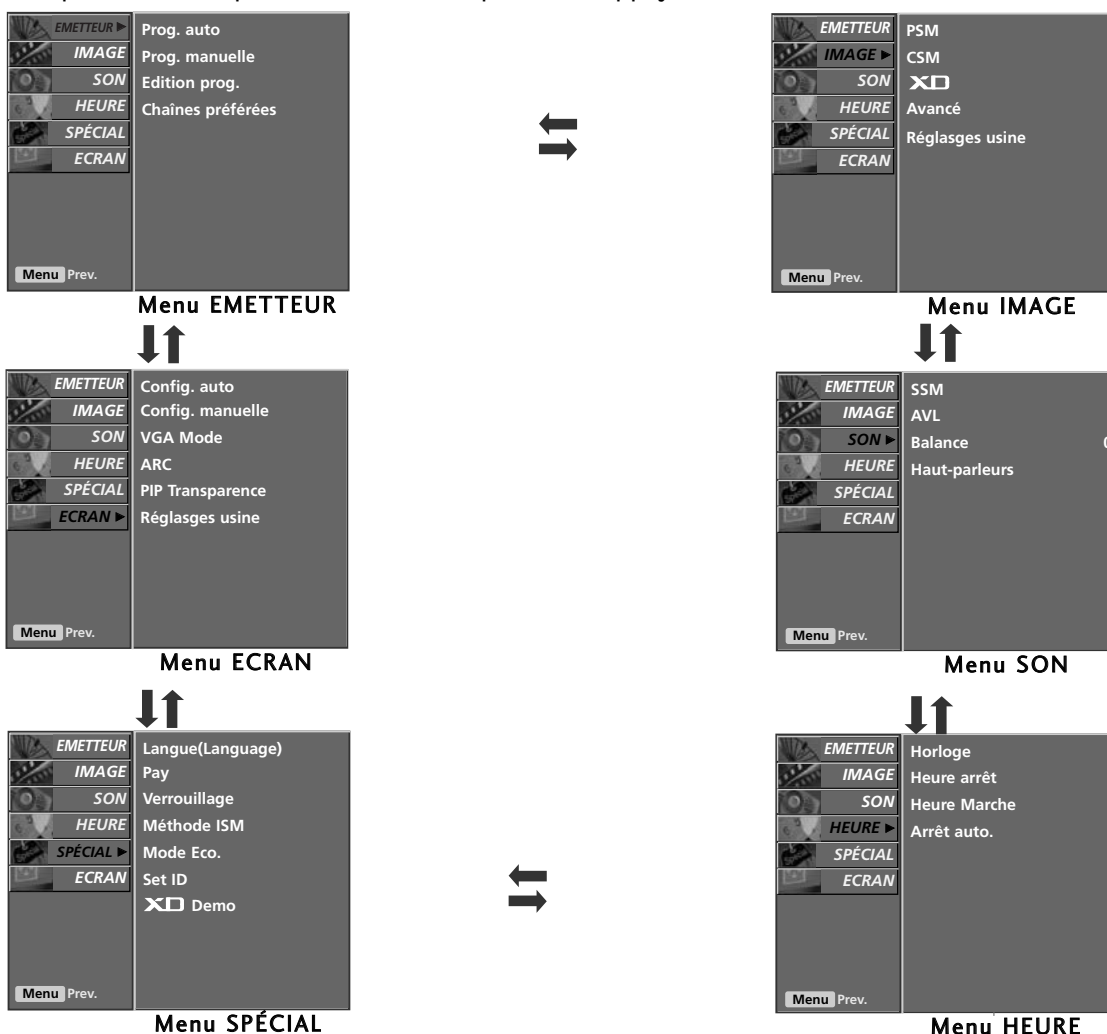 EMETTEUR
IMAGE
SON
HEURE
SPÉCIAL
ECRAN
Prog. auto
Prog. manuelle
Edition prog.
Chaînes préférées
Menu Prev.
Menu EMETTEUR
EMETTEUR
IMAGE
SON
HEURE
SPÉCIAL
ECRAN
PSM
CSM
XD
Avancé
Réglasges usine
Menu Prev.
Menu IMAGE
EMETTEUR
IMAGE
SON
HEURE
SPÉCIAL
ECRAN
Config. auto
Config. manuelle
VGA Mode
ARC
PIP Transparence
Réglasges usine
Menu Prev.
Menu ECRAN
EMETTEUR
IMAGE
SON
HEURE
SPÉCIAL
ECRAN
SSM
AVL
Balance
Haut-parleurs
Menu Prev.
Menu SON
EMETTEUR
IMAGE
SON
HEURE
SPÉCIAL
ECRAN
Langue(Language)
Pay
Verrouillage
Méthode ISM
Mode Eco.
Set ID
XD Demo
Menu Prev.
Menu SPÉCIAL
EMETTEUR
IMAGE
SON
HEURE
SPÉCIAL
ECRAN
Horloge
Heure arrêt
Heure Marche
Arrêt auto.
Menu Prev.
Menu HEURE